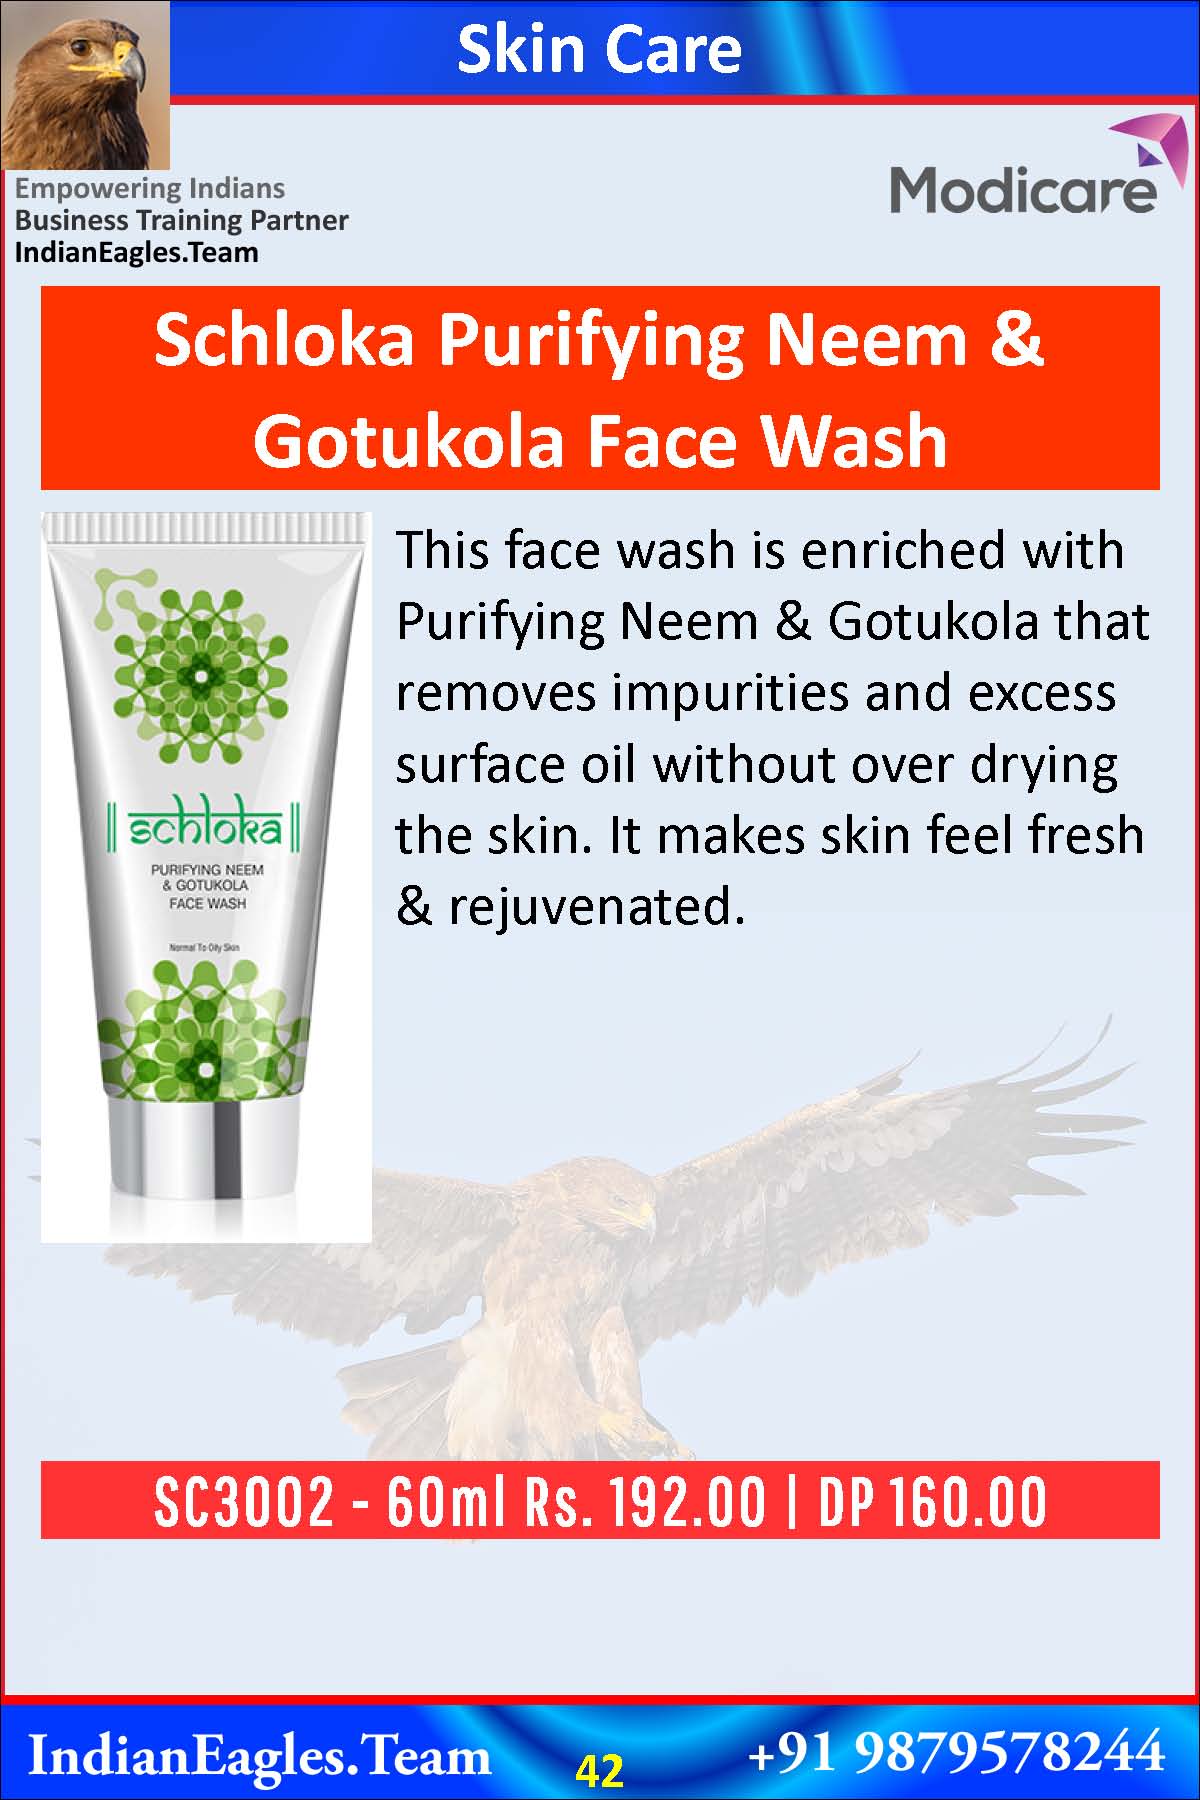 Skin Care
Empowering Indians
Business Training Partner
IndianEagles.Team
Modicare
Schloka Purifying Neem &
Gotukola Face Wash
This face wash is enriched with
Purifying Neem & Gotukola that
removes impurities and excess
surface oil without over drying
the skin. It makes skin feel fresh
& rejuvenated.
|| schloka ||
PURIFYING NEEM
& GOTUKOLA
FACE WASH
Normal To Oily Skin
SC3002 - 60ml Rs. 192.00 | DP 160.00
IndianEagles.Team
42
+91 9879578244